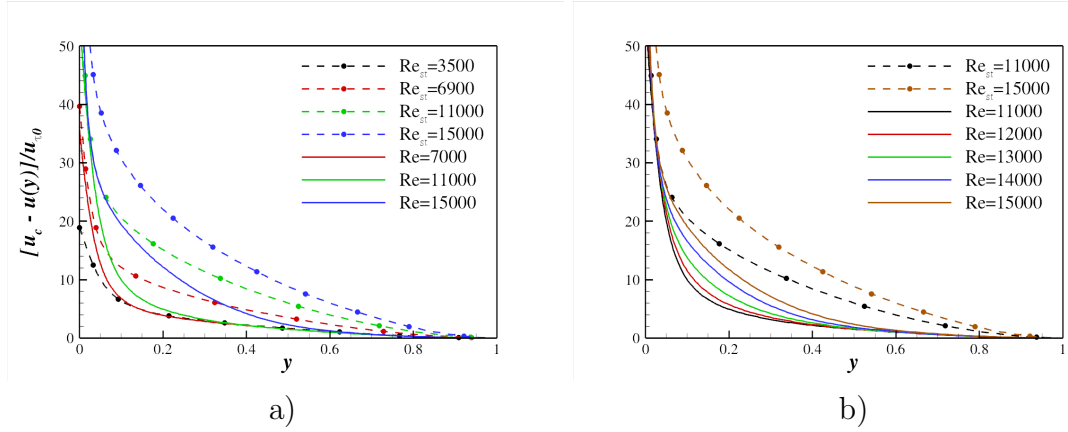 50
40
30
20
10
0
0
0.2
0.4
0.6
0.8
1
[u_c - u(y)]/u_τ0
y
Re_st=3500
Re_st=6900
Re_st=11000
Re_st=15000
Re=7000
Re=11000
Re=15000
a)
50
40
30
20
10
0
0
0.2
0.4
0.6
0.8
1
y
Re_st=11000
Re_st=15000
Re=11000
Re=12000
Re=13000
Re=14000
Re=15000
b)